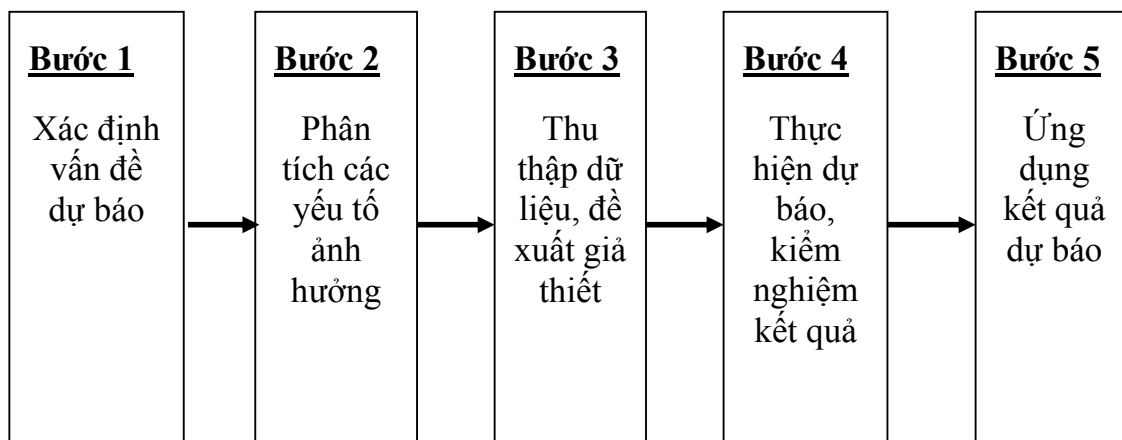 Bước 1
Xác định
vấn đề
dự báo
Bước 2
Phân
tích các
yếu tố
ảnh
hưởng
Bước 3
Thu
thập dữ
liệu, đề
xuất giả
thiết
Bước 4
Thực
hiện dự
báo,
kiểm
nghiệm
kết quả
Bước 5
Ứng
dụng
kết quả
dự báo